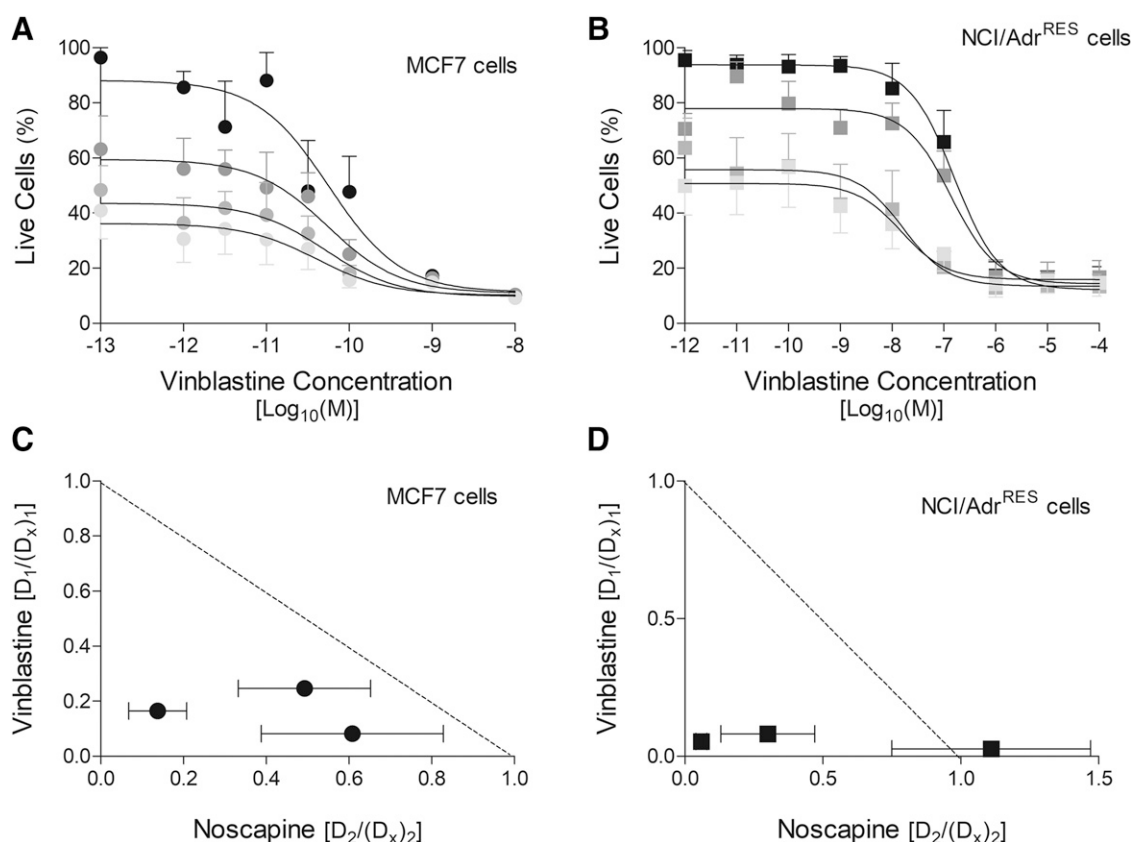 A
MCF7 cells
Live Cells (%)
100
80
60
40
20
0
-13 -12 -11 -10 -9 -8
Vinblastine Concentration
[Log₁₀(M)]
B
NCI/Adrᴿᴱˢ cells
Live Cells (%)
100
80
60
40
20
0
-12 -11 -10 -9 -8 -7 -6 -5 -4
Vinblastine Concentration
[Log₁₀(M)]
C
MCF7 cells
Vinblastine [D₁/(Dₓ)₁]
1.0
0.8
0.6
0.4
0.2
0.0
0.0 0.2 0.4 0.6 0.8 1.0
Noscapine [D₂/(Dₓ)₂]
D
NCI/Adrᴿᴱˢ cells
Vinblastine [D₁/(Dₓ)₁]
1.0
0.5
0.0
0.0 0.5 1.0 1.5
Noscapine [D₂/(Dₓ)₂]